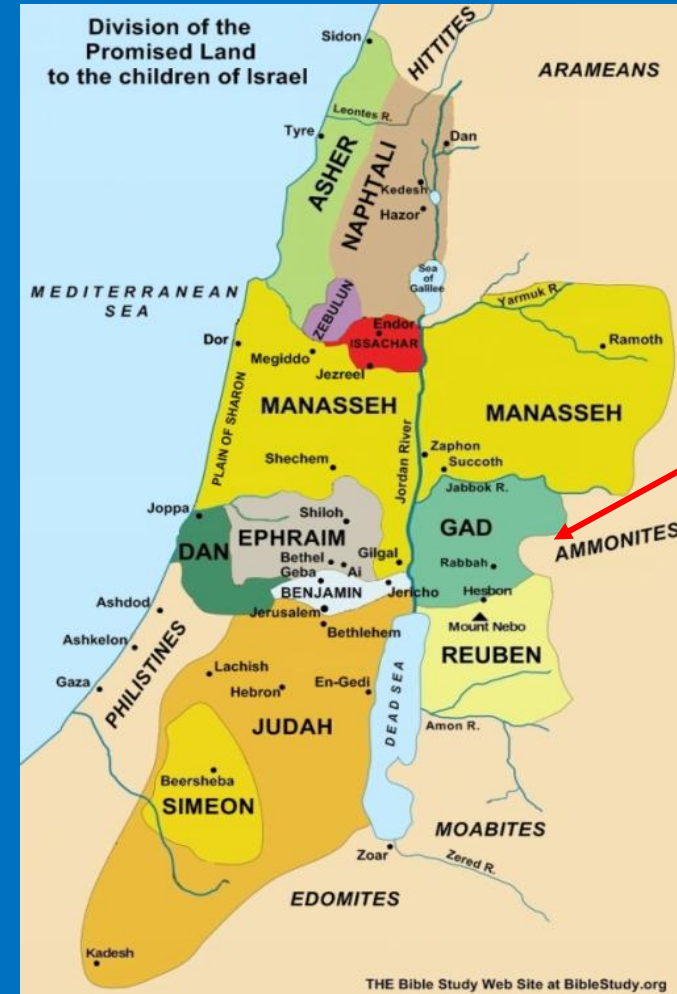 Division of the
Promised Land
to the children of Israel
Sidon
HITTITES
ARAMEANS
Leontes R.
Tyre
Dan
ASHER
NAPHTALI
Kedesh
Hazor
Sea
of
Galilee
MEDITERRANEAN
SEA
ZEBULUN
Yarmuk R.
Endor
Dor
ISSACHAR
Ramoth
Megiddo
Jezreel
PLAIN OF SHARON
MANASSEH
MANASSEH
Jordan River
Zaphon
Shechem
Succoth
Jabbok R.
Joppa
Shiloh
GAD
EPHRAIM
DAN
AMMONITES
Bethel
Gilgal
Rabbah
Geba
Ai
BENJAMIN
Jericho
Hesbon
Ashdod
Jerusalem
Mount Nebo
Bethlehem
Ashkelon
PHILISTINES
REUBEN
Lachish
Gaza
Hebron
En-Gedi
DEAD SEA
JUDAH
Amon R.
Beersheba
SIMEON
MOABITES
Zoar
Zered R.
EDOMITES
Kadesh
THE Bible Study Web Site at BibleStudy.org